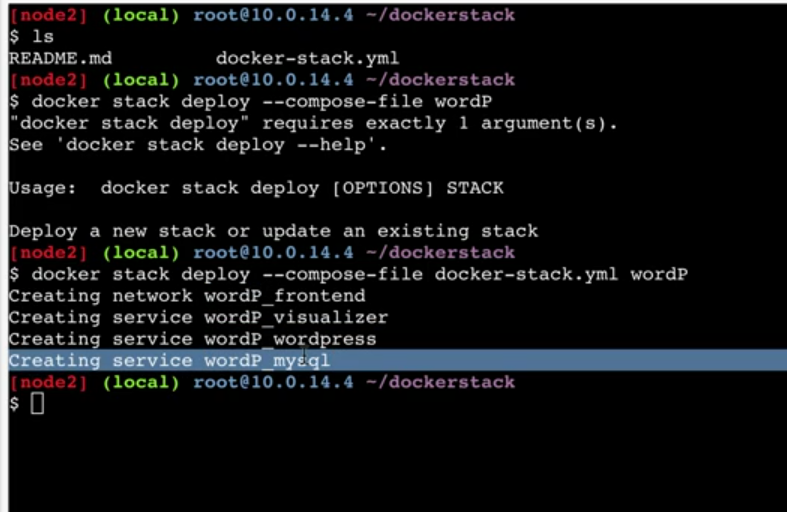 [node2] (local) root@10.0.14.4 ~/dockerstack
$ ls
README.md docker-stack.yml
[node2] (local) root@10.0.14.4 ~/dockerstack
$ docker stack deploy --compose-file wordP
"docker stack deploy" requires exactly 1 argument(s).
See 'docker stack deploy --help'.
Usage: docker stack deploy [OPTIONS] STACK
Deploy a new stack or update an existing stack
[node2] (local) root@10.0.14.4 ~/dockerstack
$ docker stack deploy --compose-file docker-stack.yml wordP
Creating network wordP_frontend
Creating service wordP_visualizer
Creating service wordP_wordpress
Creating service wordP_mysql
[node2] (local) root@10.0.14.4 ~/dockerstack
$